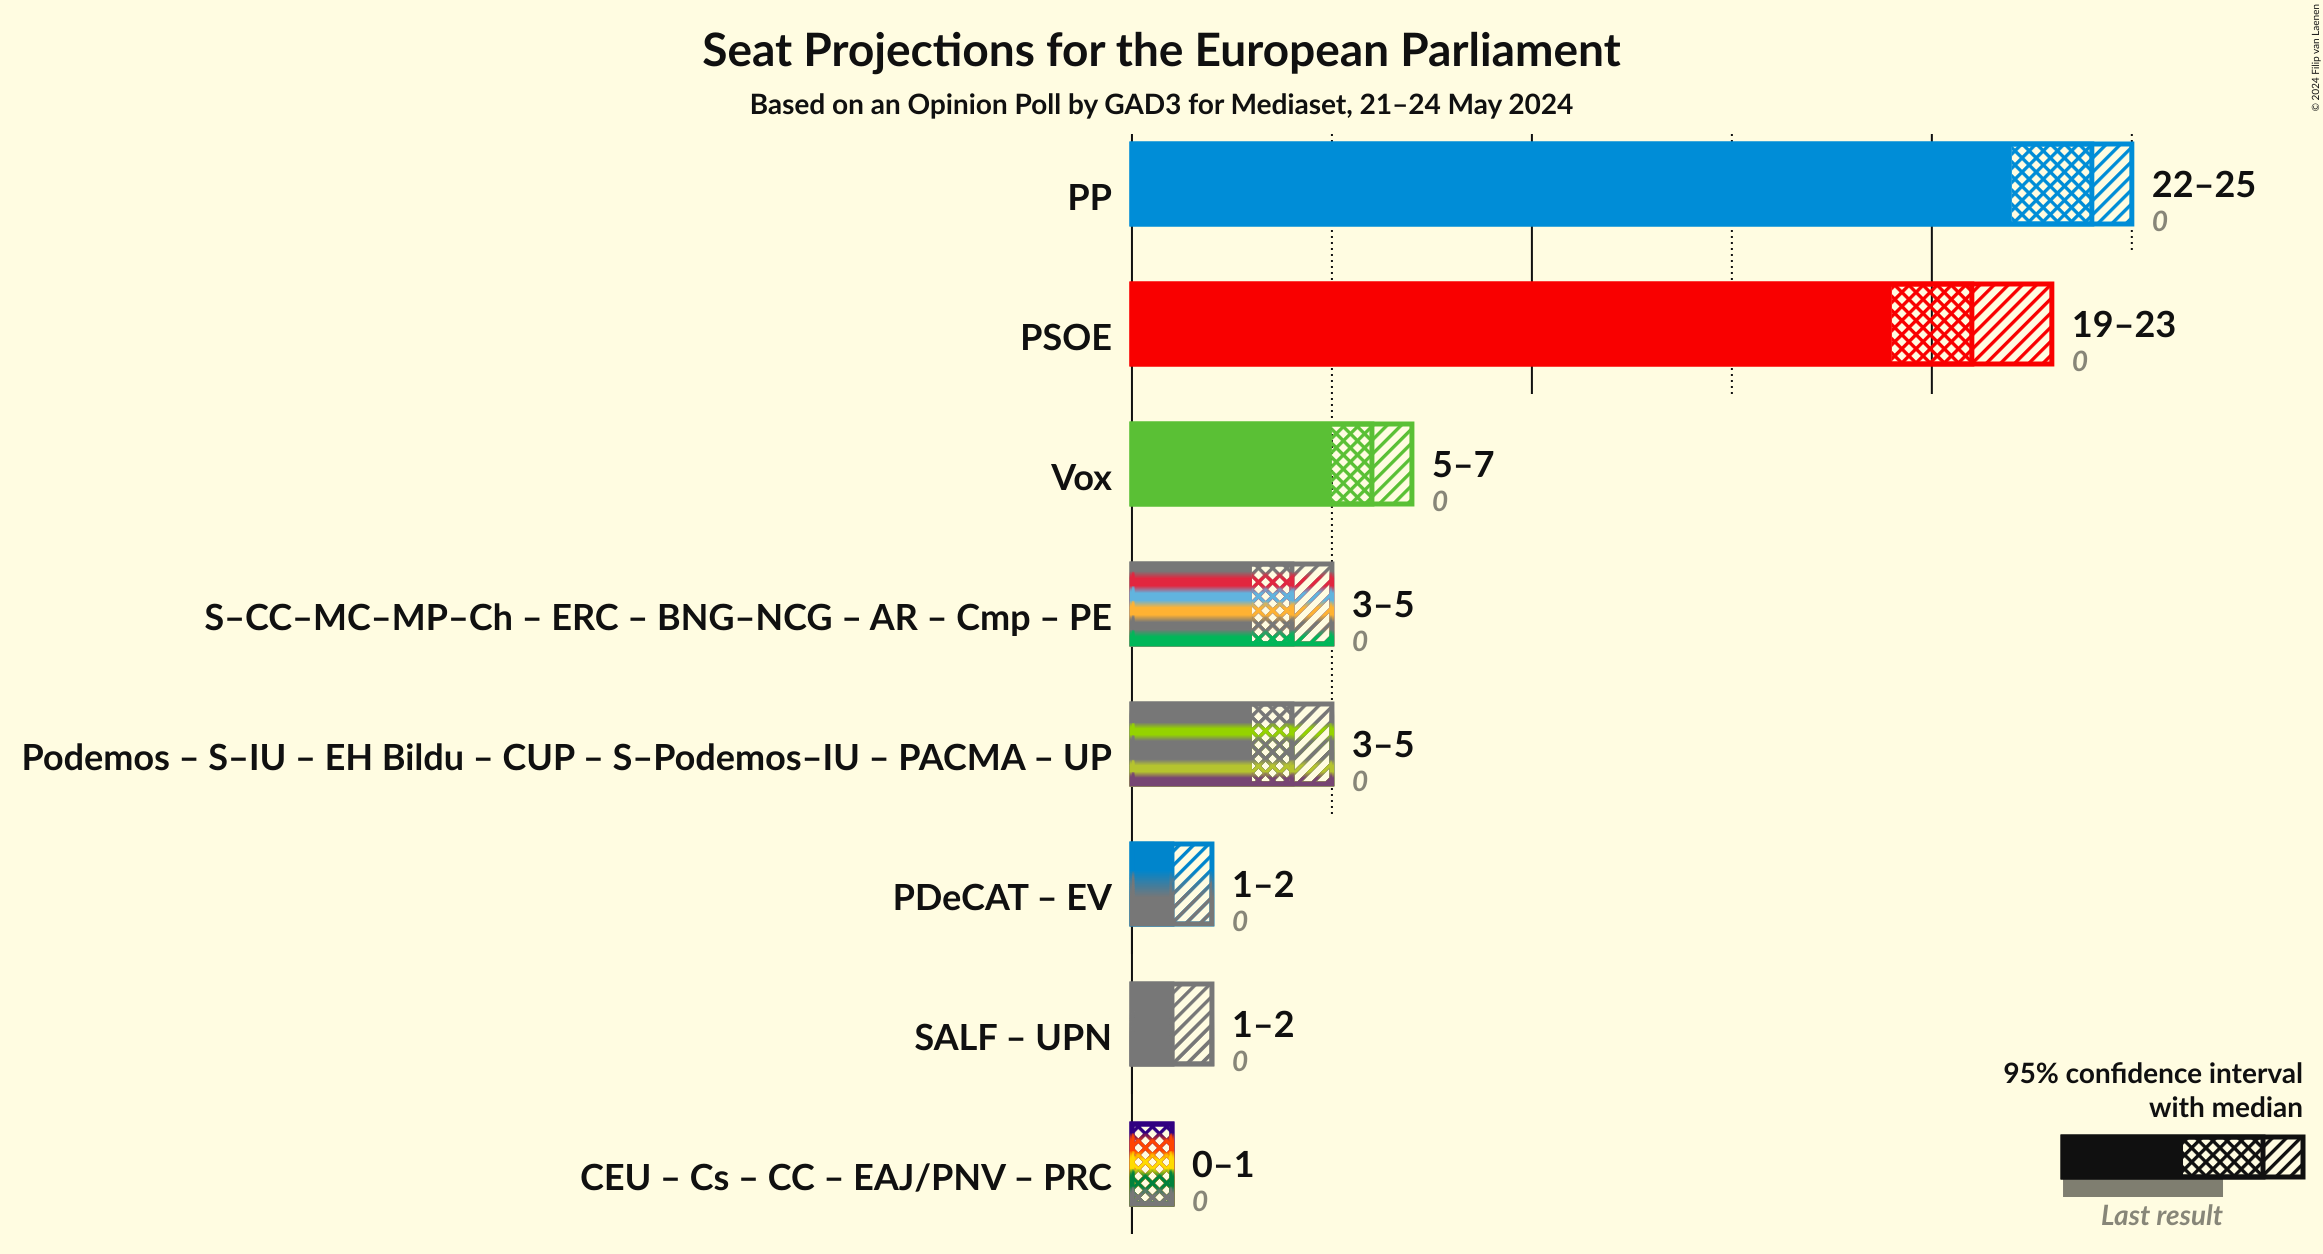 Seat Projections for the European Parliament
Based on an Opinion Poll by GAD3 for Mediaset, 21–24 May 2024
© 2024 Filip van Laenen
PP
22–25
0
PSOE
19–23
0
Vox
5–7
0
S–CC–MC–MP–Ch – ERC – BNG–NCG – AR – Cmp – PE
3–5
0
Podemos – S–IU – EH Bildu – CUP – S–Podemos–IU – PACMA – UP
3–5
0
PDeCAT – EV
1–2
0
SALF – UPN
1–2
0
CEU – Cs – CC – EAJ/PNV – PRC
0–1
0
95% confidence interval
with median
Last result